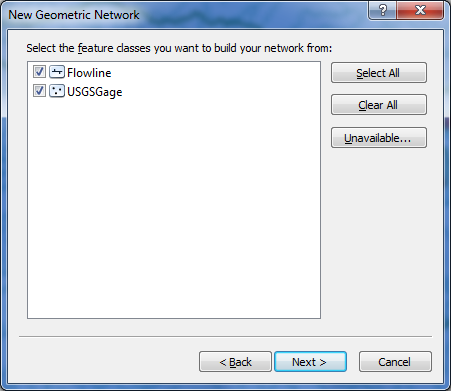 New Geometric Network
Select the feature classes you want to build your network from:
Flowline
USGSGage
Select All
Clear All
Unavailable...
< Back
Next >
Cancel